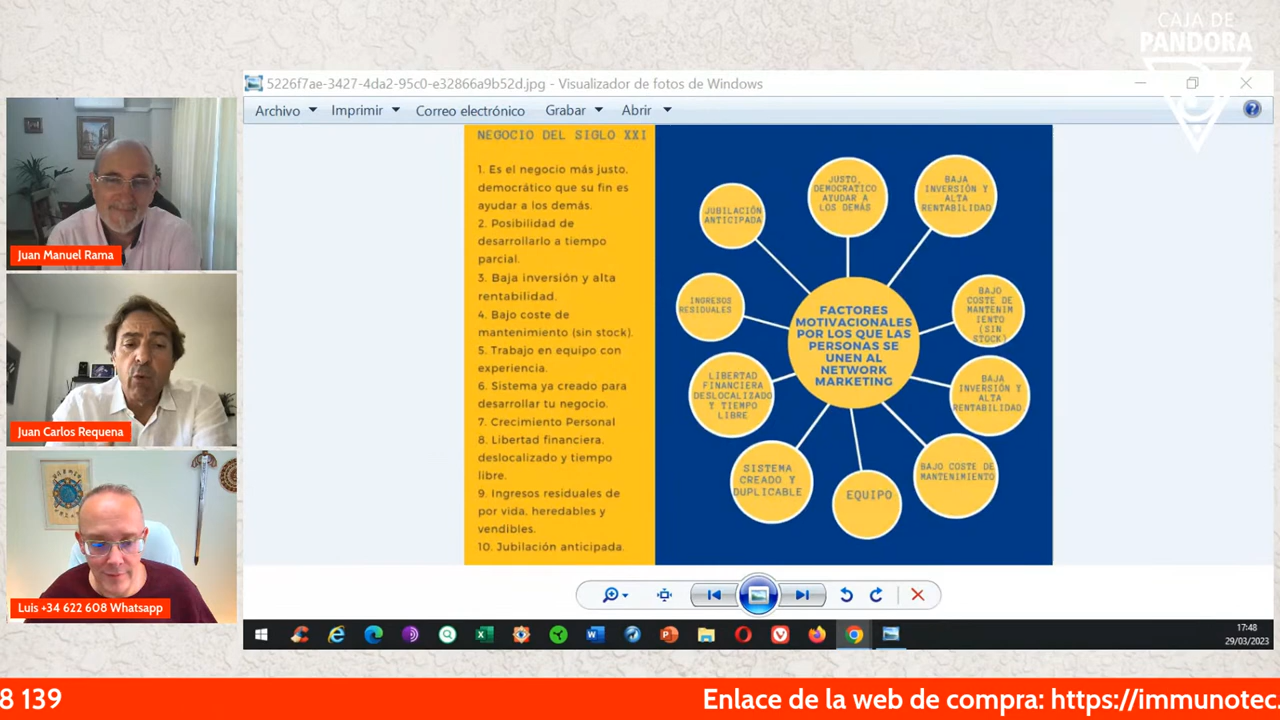 CAJA DE
PANDORA
5226f7ae-3427-4da2-95c0-e32866a9b52d.jpg - Visualizador de fotos de Windows
Archivo Imprimir Correo electrónico Grabar Abrir
NEGOCIO DEL SIGLO XXI
1. Es el negocio más justo,
democrático que su fin es
ayudar a los demás.
2. Posibilidad de
desarrollarlo a tiempo
parcial.
3. Baja inversión y alta
rentabilidad.
4. Bajo coste de
mantenimiento (sin stock).
5. Trabajo en equipo con
experiencia.
6. Sistema ya creado para
desarrollar tu negocio.
7. Crecimiento Personal
8. Libertad financiera,
deslocalizado y tiempo
libre.
9. Ingresos residuales de
por vida, heredables y
vendibles.
10. Jubilación anticipada.
JUBILACIÓN
ANTICIPADA
JUSTO,
DEMOCRATICO
AYUDAR A
LOS DEMÁS
BAJA
INVERSIÓN Y
ALTA
RENTABILIDAD
INGRESOS
RESIDUALES
FACTORES
MOTIVACIONALES
POR LOS QUE LAS
PERSONAS SE
UNEN AL
NETWORK
MARKETING
BAJO
COSTE DE
MANTENIM
IENTO
(SIN
STOCK)
LIBERTAD
FINANCIERA
DESLOCALIZADO
Y TIEMPO
LIBRE
BAJA
INVERSIÓN Y
ALTA
RENTABILIDAD.
SISTEMA
CREADO Y
DUPLICABLE
EQUIPO
BAJO COSTE DE
MANTENIMIENTO
Juan Manuel Rama
Juan Carlos Requena
Luis +34 622 608 Whatsapp
17:48
29/03/2023
8 139
Enlace de la web de compra: https://immunotec.